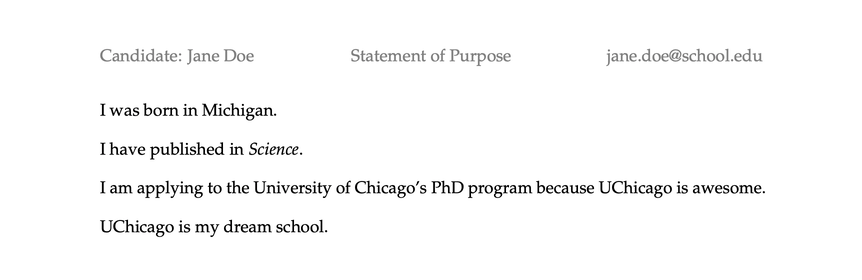 Candidate: Jane Doe Statement of Purpose jane.doe@school.edu
I was born in Michigan.
I have published in Science.
I am applying to the University of Chicago’s PhD program because UChicago is awesome.
UChicago is my dream school.